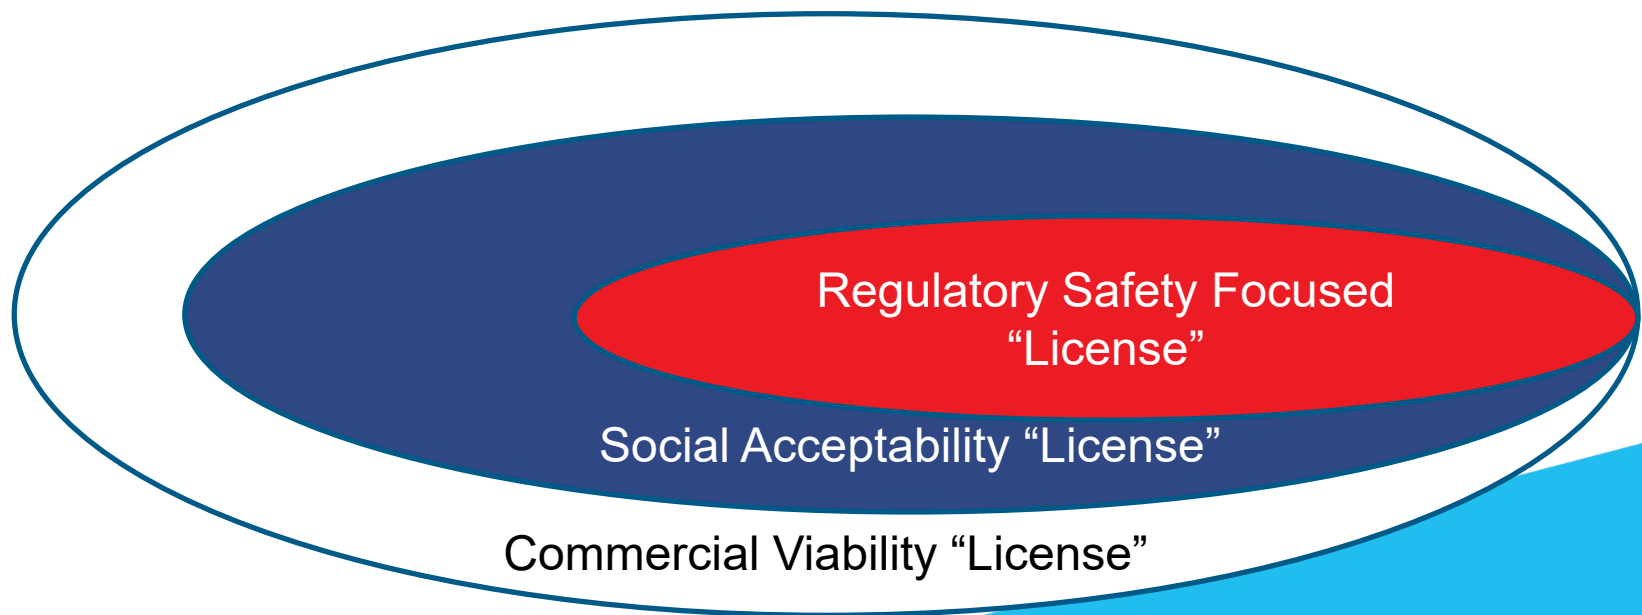 Regulatory Safety Focused
“License”
Social Acceptability “License”
Commercial Viability “License”